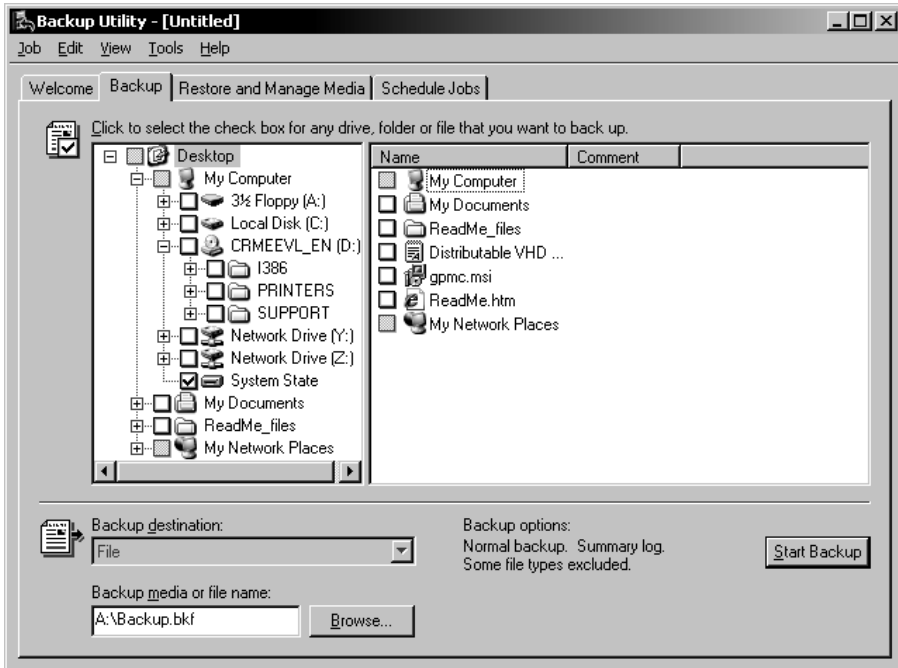 Backup Utility - [Untitled]
Job Edit View Tools Help
Welcome Backup Restore and Manage Media Schedule Jobs
Click to select the check box for any drive, folder or file that you want to back up.
Desktop
My Computer
3½ Floppy (A:)
Local Disk (C:)
CRMEEVL_EN (D:)
I386
PRINTERS
SUPPORT
Network Drive (Y:)
Network Drive (Z:)
System State
My Documents
ReadMe_files
My Network Places
Name Comment
My Computer
My Documents
ReadMe_files
Distributable VHD ...
gpmc.msi
ReadMe.htm
My Network Places
Backup destination:
File
Backup media or file name:
A:\Backup.bkf
Browse...
Backup options:
Normal backup. Summary log.
Some file types excluded.
Start Backup